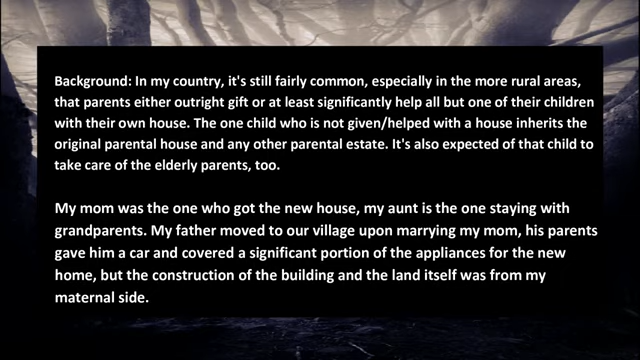 Background: In my country, it's still fairly common, especially in the more rural areas,
that parents either outright gift or at least significantly help all but one of their children
with their own house. The one child who is not given/helped with a house inherits the
original parental house and any other parental estate. It's also expected of that child to
take care of the elderly parents, too.
My mom was the one who got the new house, my aunt is the one staying with
grandparents. My father moved to our village upon marrying my mom, his parents
gave him a car and covered a significant portion of the appliances for the new
home, but the construction of the building and the land itself was from my
maternal side.